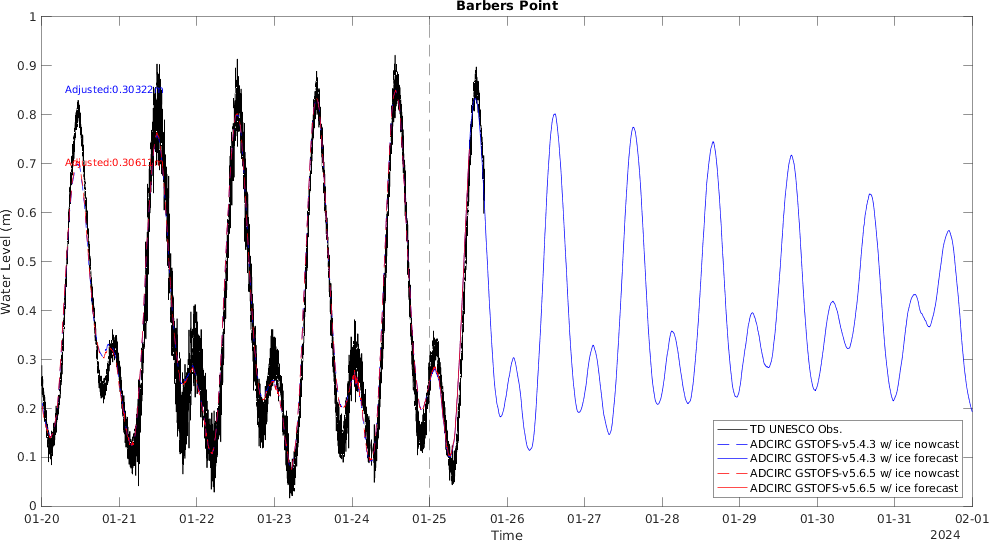 Barbers Point
1
0.9
0.8
0.7
0.6
0.5
0.4
0.3
0.2
0.1
0
Water Level (m)
Adjusted:0.30322
Adjusted:0.3061
01-20
01-21
01-22
01-23
01-24
01-25
01-26
01-27
01-28
01-29
01-30
01-31
02-01
Time
2024
TD UNESCO Obs.
ADCIRC GSTOFS-v5.4.3 w/ ice nowcast
ADCIRC GSTOFS-v5.4.3 w/ ice forecast
ADCIRC GSTOFS-v5.6.5 w/ ice nowcast
ADCIRC GSTOFS-v5.6.5 w/ ice forecast